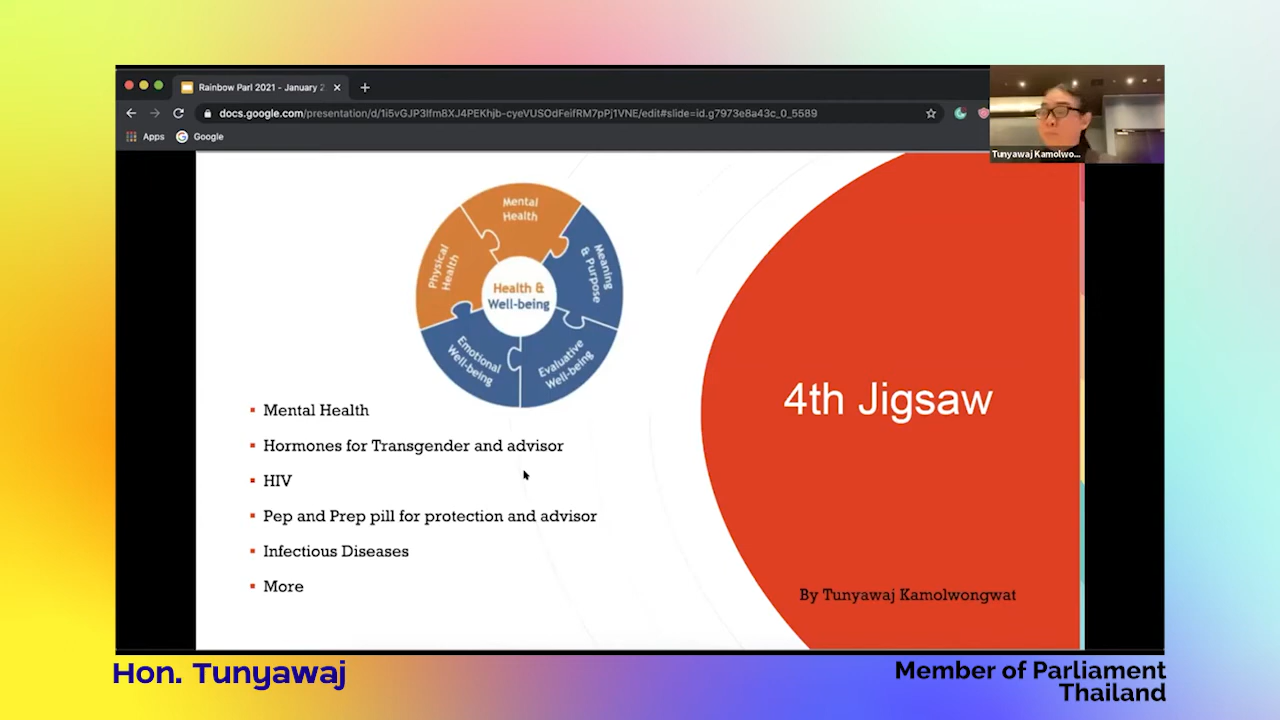 Rainbow Parl 2021 - January 2
docs.google.com/presentation/d/1i5vGJP3Ifm8XJ4PEKhjb-cyeVUSOdFeifRM7pPj1VNE/edit#slide=id.g7973e8a43c_0_5589
Apps
Google
Tunyawaj Kamolwo...
Mental
Health
Physical
Health
Meaning
& Purpose
Health &
Well-being
Emotional
Well-being
Evaluative
Well-being
4th Jigsaw
Mental Health
Hormones for Transgender and advisor
HIV
Pep and Prep pill for protection and advisor
Infectious Diseases
More
By Tunyawaj Kamolwongwat
Hon. Tunyawaj
Member of Parliament
Thailand